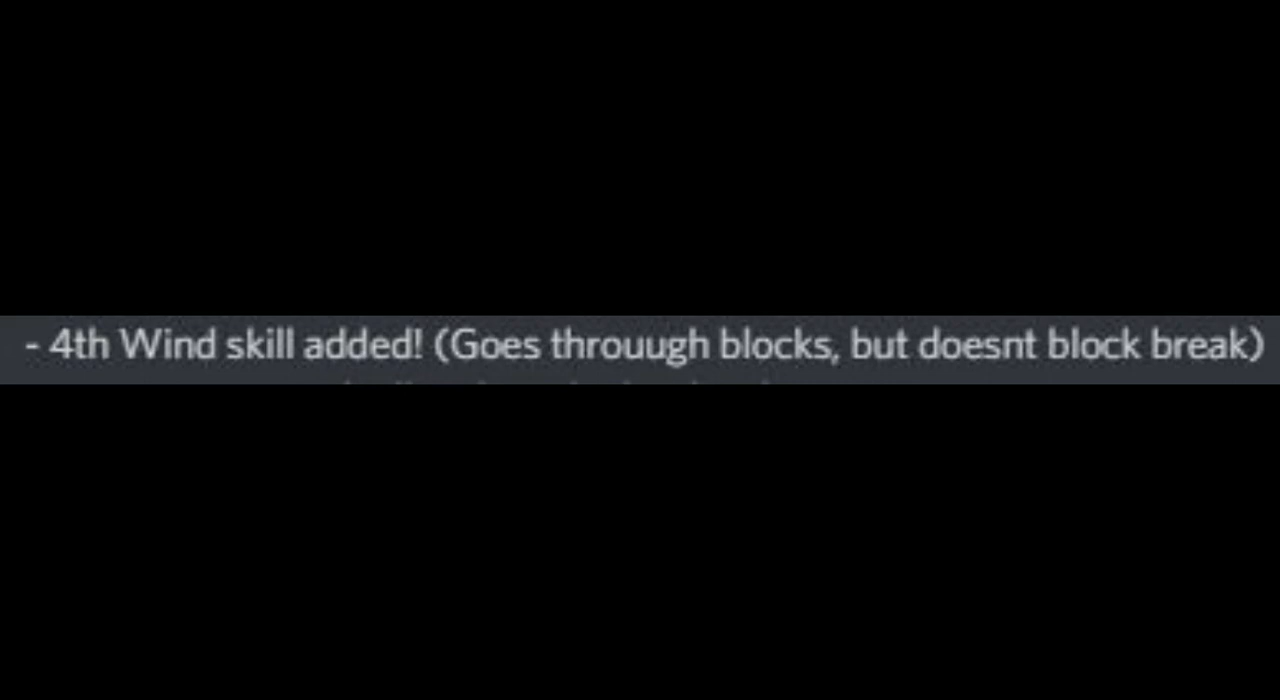 - 4th Wind skill added! (Goes throuugh blocks, but doesnt block break)